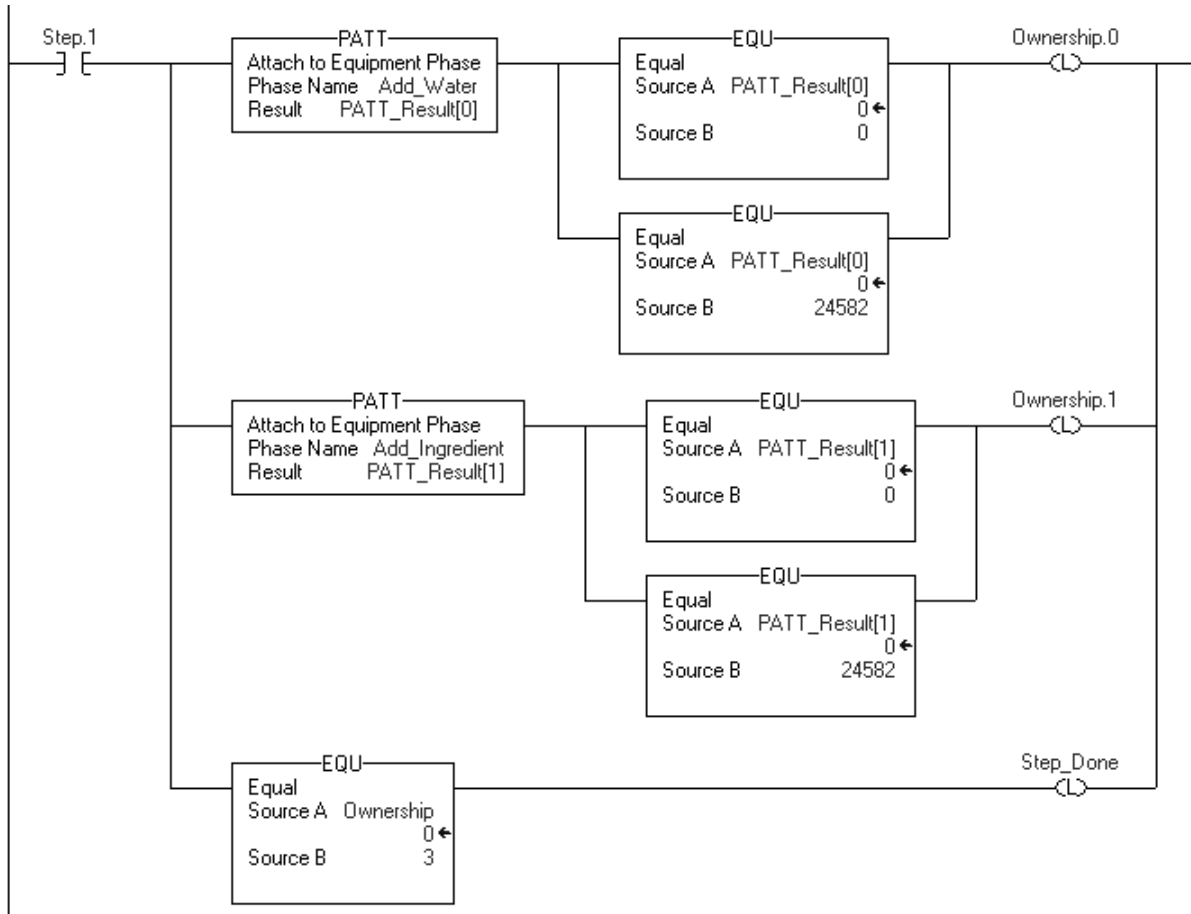 Step.1
PATT
Attach to Equipment Phase
Phase Name Add_Water
Result PATT_Result[0]
EQU
Equal
Source A PATT_Result[0]
0
Source B 0
Ownership.0
L
EQU
Equal
Source A PATT_Result[0]
0
Source B 24582
PATT
Attach to Equipment Phase
Phase Name Add_Ingredient
Result PATT_Result[1]
EQU
Equal
Source A PATT_Result[1]
0
Source B 0
Ownership.1
L
EQU
Equal
Source A PATT_Result[1]
0
Source B 24582
EQU
Equal
Source A Ownership
0
Source B 3
Step_Done
L